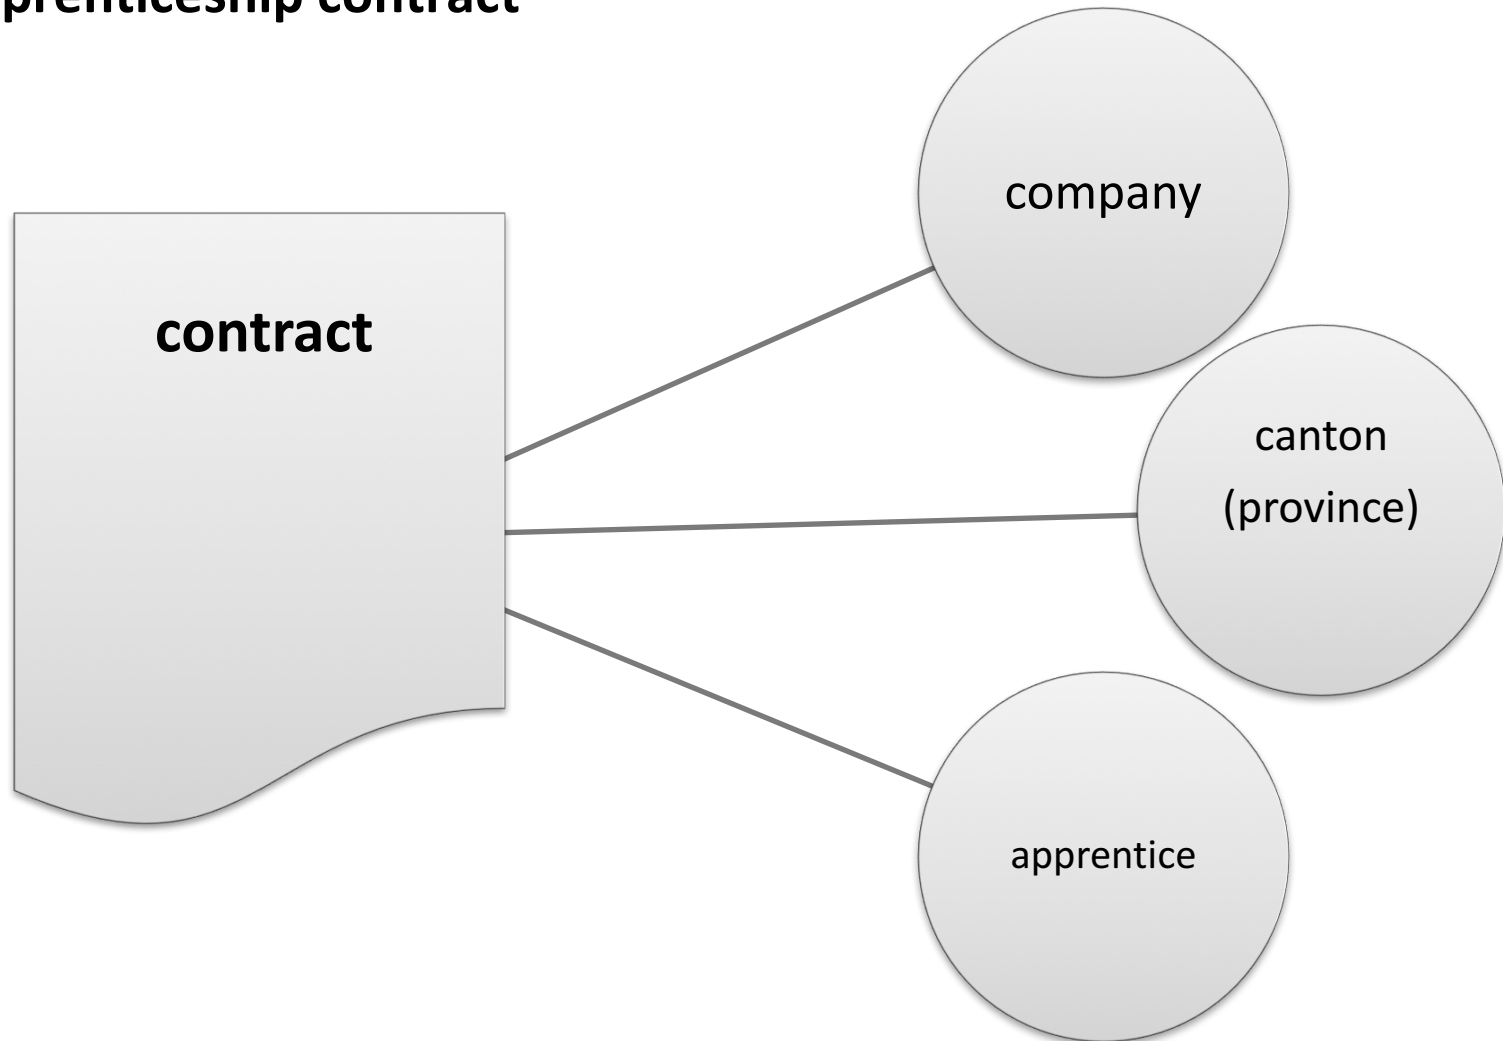 prenticeship contract
company
contract
canton
(province)
apprentice